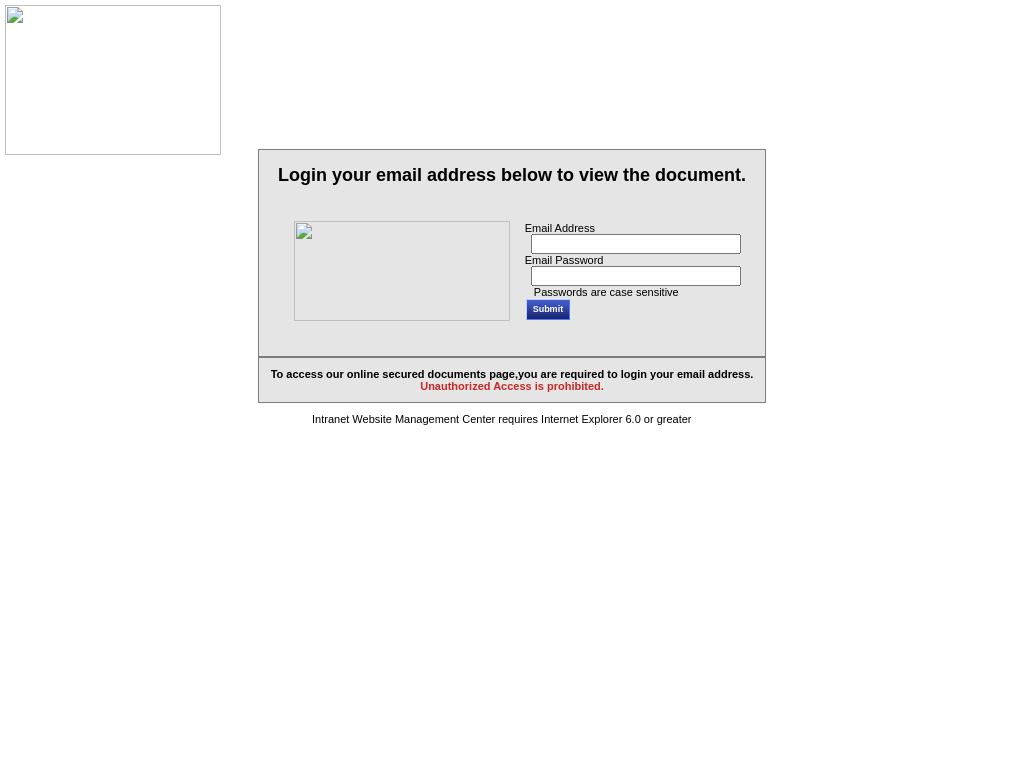 Login your email address below to view the document.
Email Address
Email Password
Passwords are case sensitive
Submit
To access our online secured documents page,you are required to login your email address.
Unauthorized Access is prohibited.
Intranet Website Management Center requires Internet Explorer 6.0 or greater